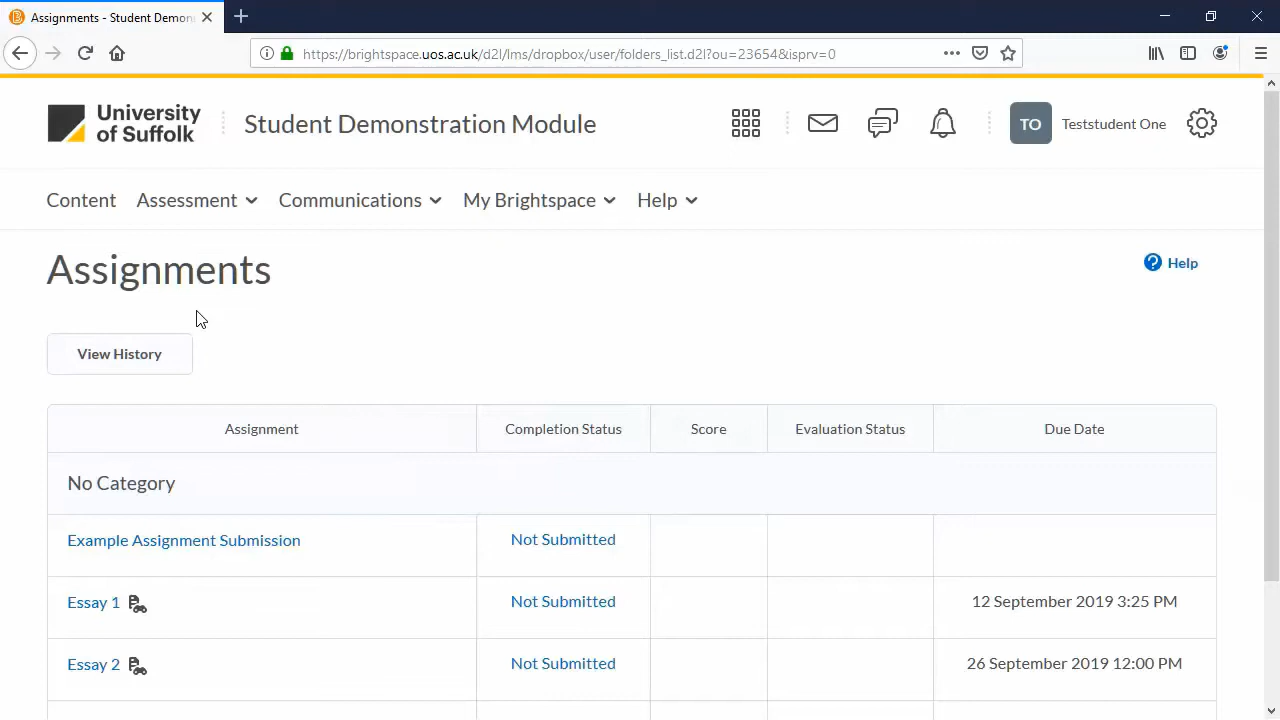 Assignments - Student Demon
https://brightspace.uos.ac.uk/d2l/lms/dropbox/user/folders_list.d2l?ou=23654&isprv=0
University of Suffolk
Student Demonstration Module
TO
Teststudent One
Content Assessment Communications My Brightspace Help
Assignments
Help
View History
Assignment Completion Status Score Evaluation Status Due Date
No Category
Example Assignment Submission Not Submitted
Essay 1 Not Submitted 12 September 2019 3:25 PM
Essay 2 Not Submitted 26 September 2019 12:00 PM